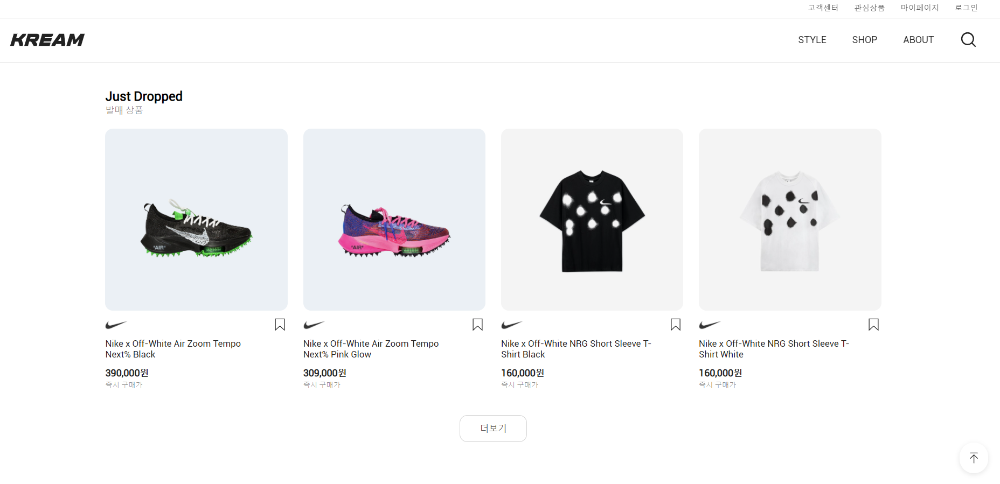 고객센터 관심상품 마이페이지 로그인
KREAM STYLE SHOP ABOUT
Just Dropped
발매 상품
"AIR"
"AIR"
Nike x Off-White Air Zoom Tempo
Next% Black
390,000원
즉시 구매가
Nike x Off-White Air Zoom Tempo
Next% Pink Glow
309,000원
즉시 구매가
Nike x Off-White NRG Short Sleeve T-
Shirt Black
160,000원
즉시 구매가
Nike x Off-White NRG Short Sleeve T-
Shirt White
160,000원
즉시 구매가
더보기